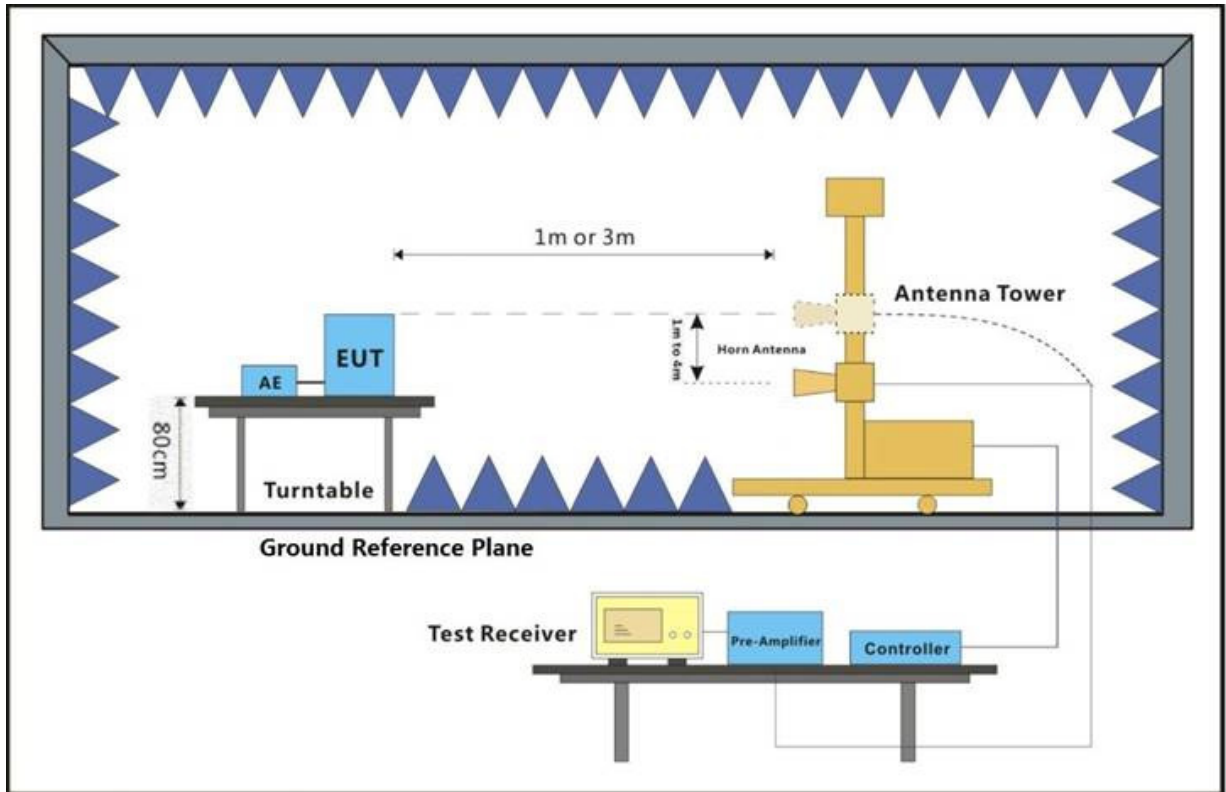 1m or 3m
Antenna Tower
1m to 4m
Horn Antenna
EUT
AE
80cm
Turntable
Ground Reference Plane
Test Receiver
Pre-Amplifier
Controller